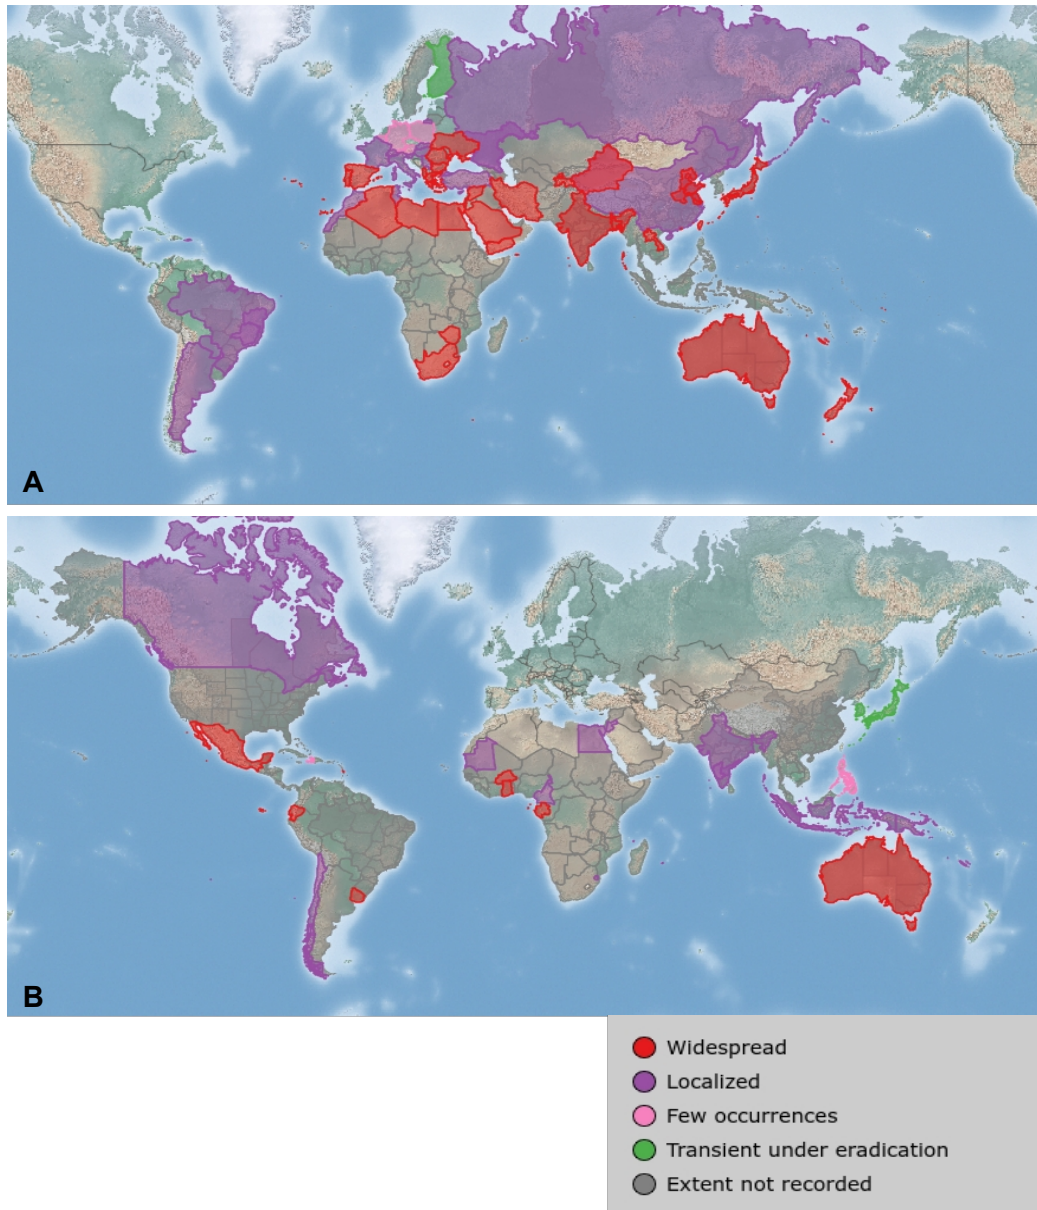 A
B
Widespread
Localized
Few occurrences
Transient under eradication
Extent not recorded